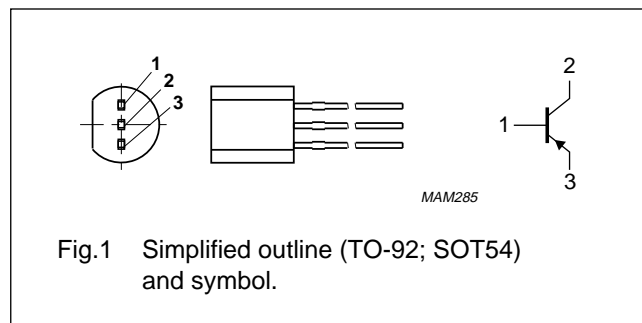 1
2
3
2
1
3
MAM285
Fig.1 Simplified outline (TO-92; SOT54)
and symbol.